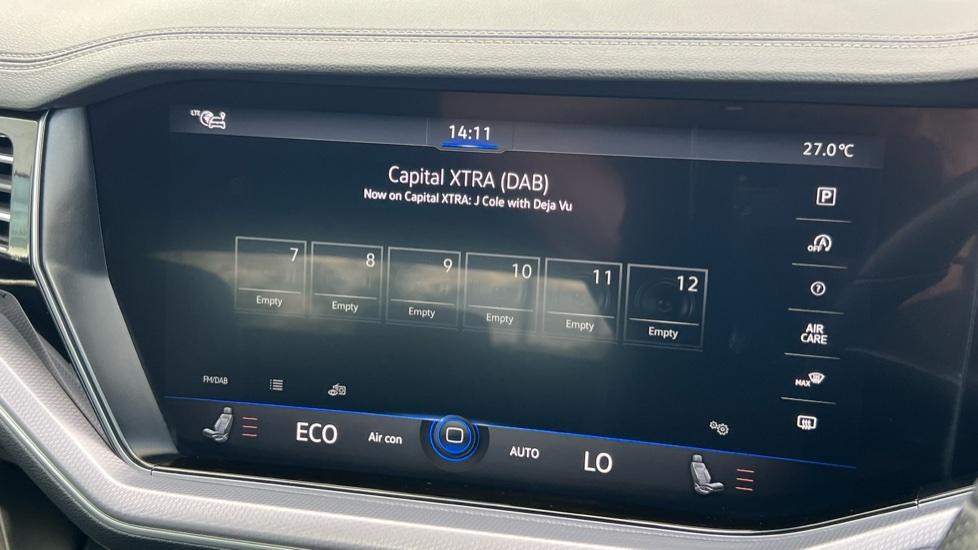 LTE
14:11
27.0°C
Capital XTRA (DAB)
Now on Capital XTRA: J Cole with Deja Vu
P
A
OFF
?
AIR
CARE
MAX
7
8
9
10
11
12
Empty
Empty
Empty
Empty
Empty
Empty
FM/DAB
ECO
Air con
AUTO
LO